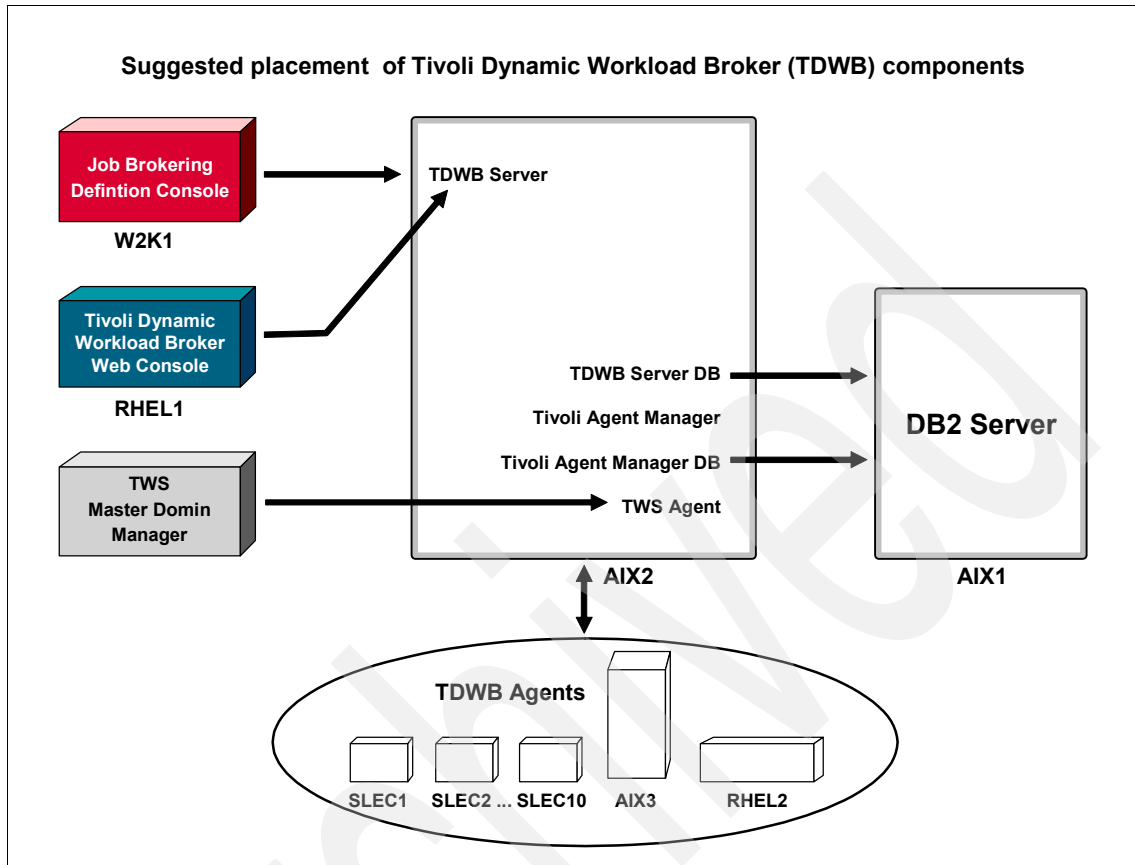 Suggested placement of Tivoli Dynamic Workload Broker (TDWB) components
Job Brokering
Defintion Console
W2K1
Tivoli Dynamic
Workload Broker
Web Console
RHEL1
TWS
Master Domin
Manager
TDWB Server
TDWB Server DB
Tivoli Agent Manager
Tivoli Agent Manager DB
TWS Agent
AIX2
DB2 Server
AIX1
TDWB Agents
SLEC1
SLEC2 ...
SLEC10
AIX3
RHEL2